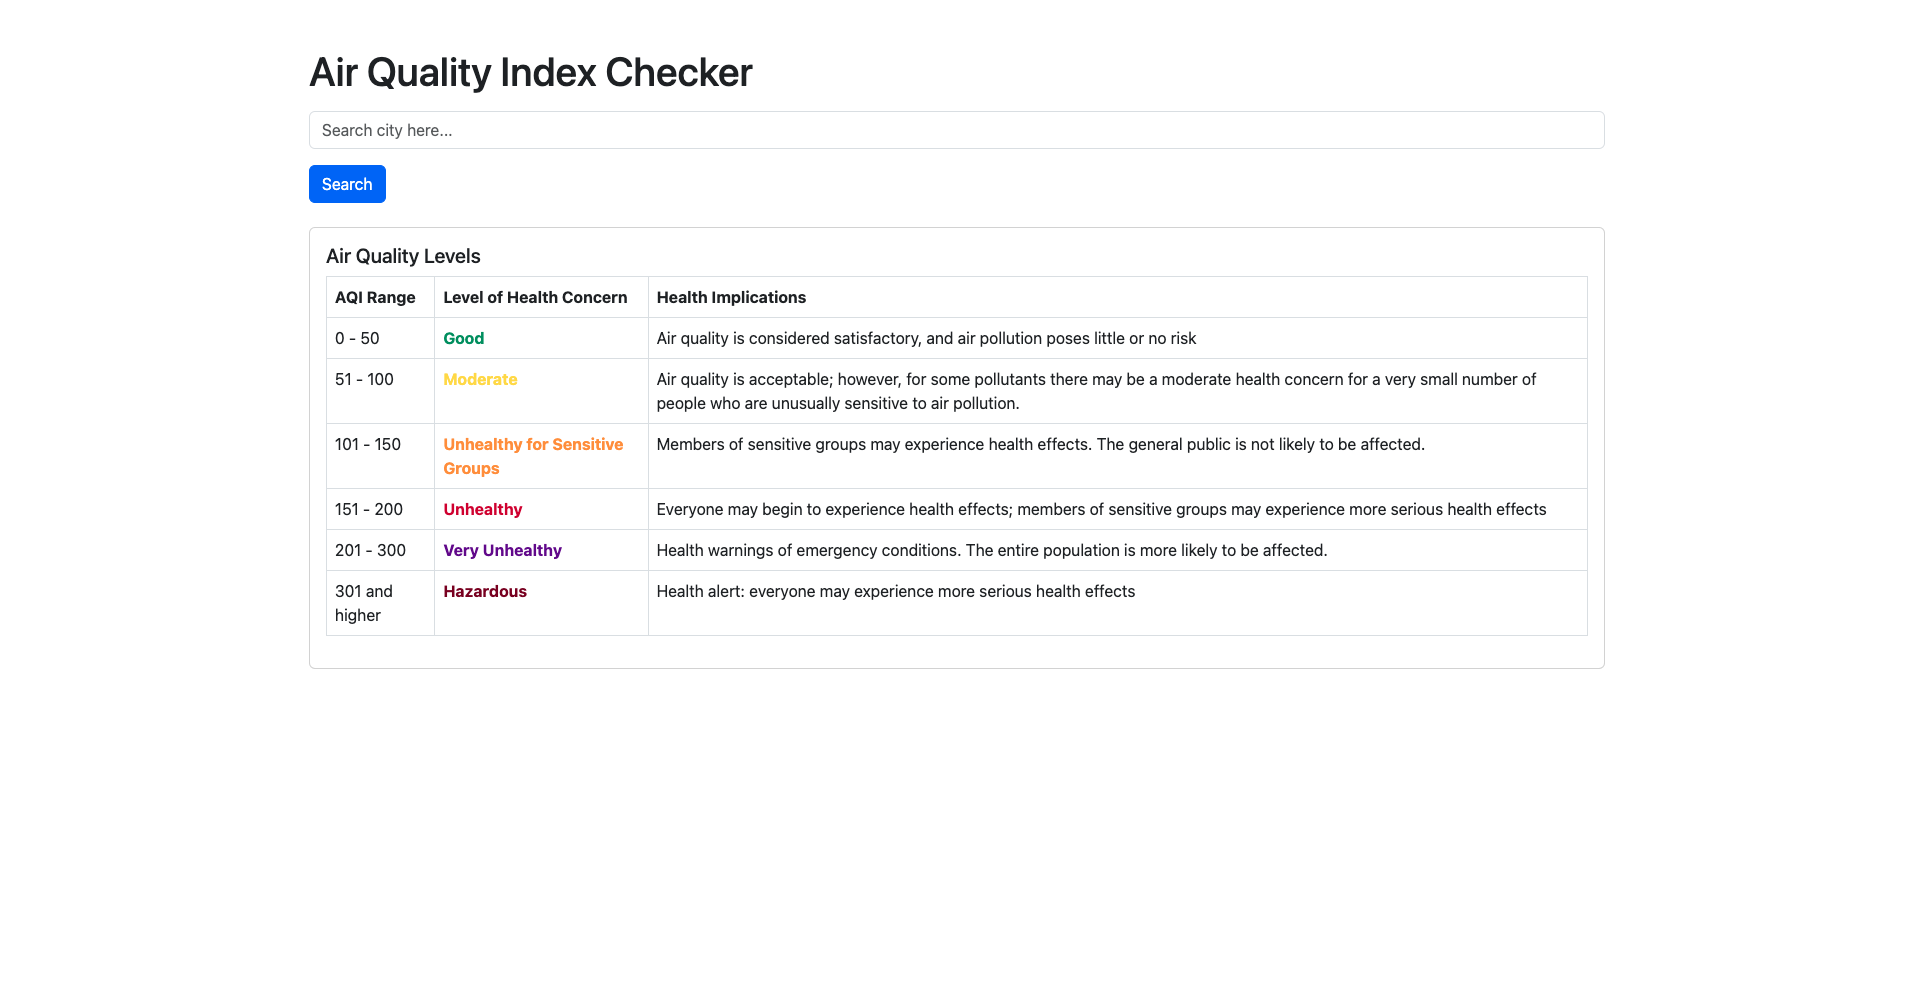 Air Quality Index Checker
Search city here...
Search
Air Quality Levels
AQI Range Level of Health Concern Health Implications
0 - 50 Good Air quality is considered satisfactory, and air pollution poses little or no risk
51 - 100 Moderate Air quality is acceptable; however, for some pollutants there may be a moderate health concern for a very small number of
people who are unusually sensitive to air pollution.
101 - 150 Unhealthy for Sensitive Members of sensitive groups may experience health effects. The general public is not likely to be affected.
Groups
151 - 200 Unhealthy Everyone may begin to experience health effects; members of sensitive groups may experience more serious health effects
201 - 300 Very Unhealthy Health warnings of emergency conditions. The entire population is more likely to be affected.
301 and Hazardous Health alert: everyone may experience more serious health effects
higher